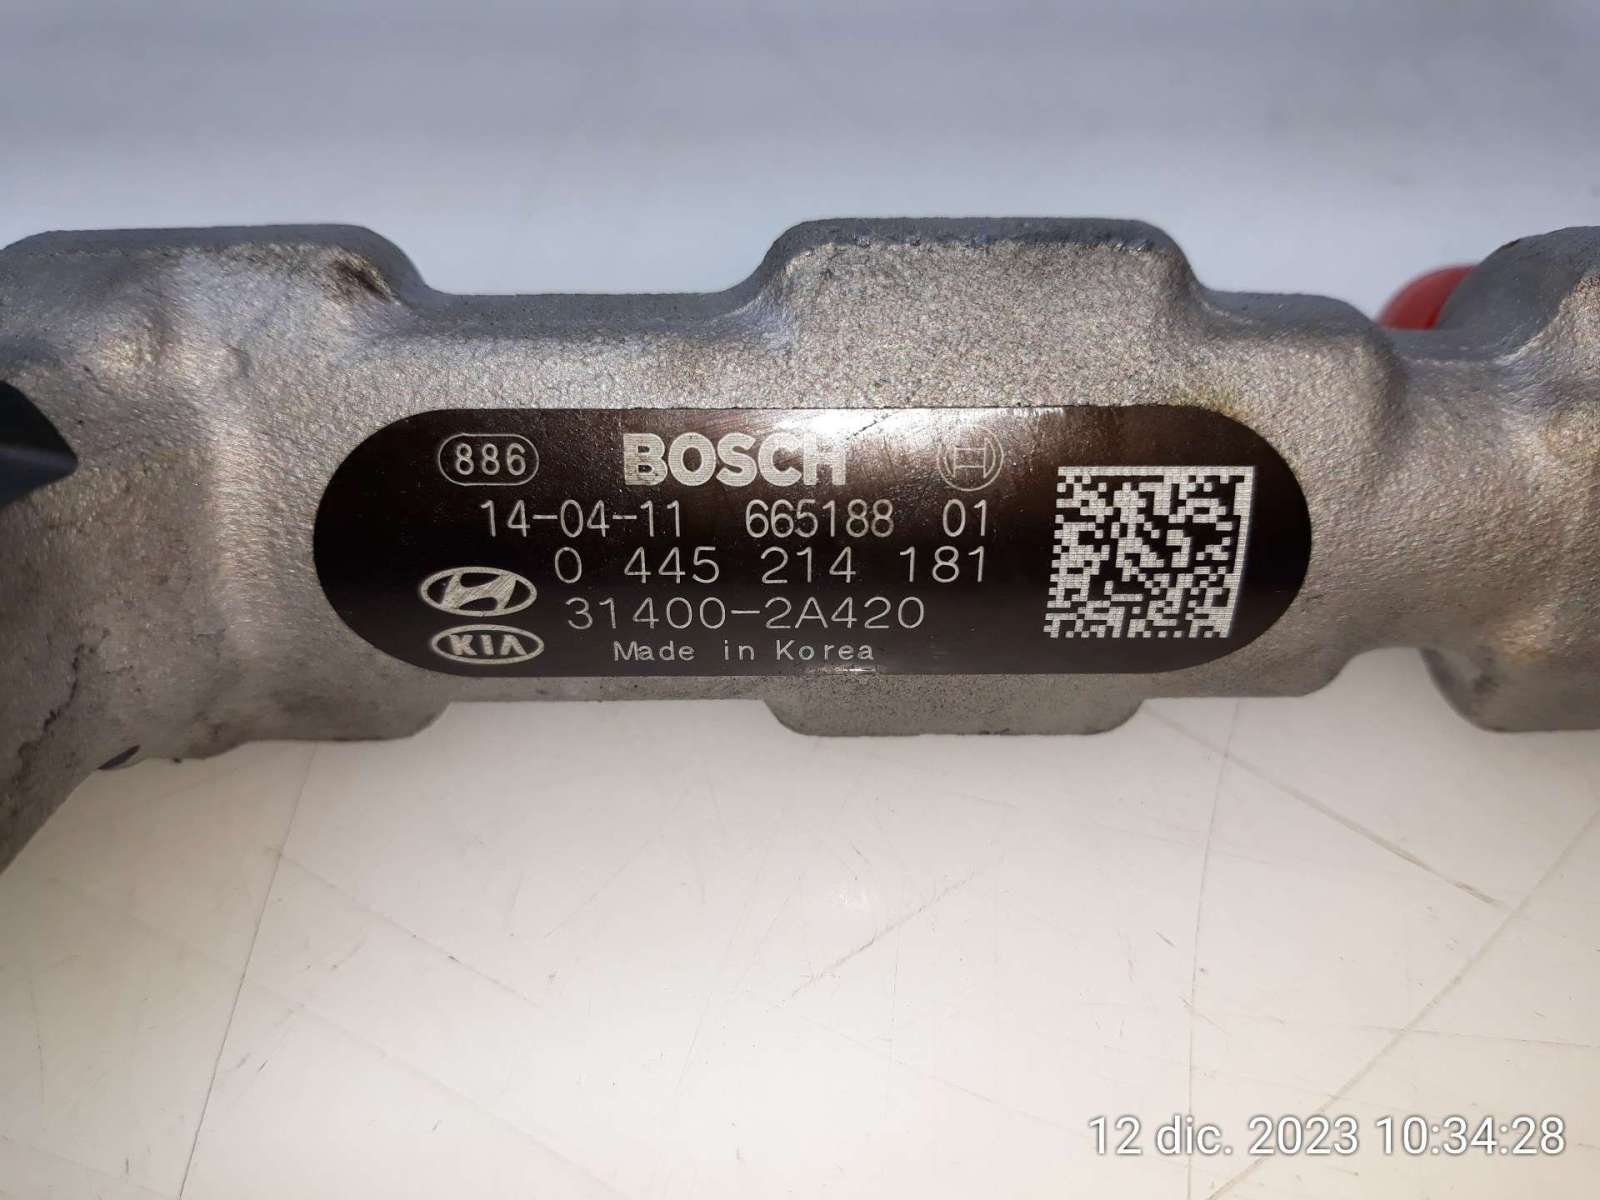 886 BOSCH
14-04-11 665188 01
0 445 214 181
31400-2A420
KIA
Made in Korea
12 dic. 2023 10:34:28